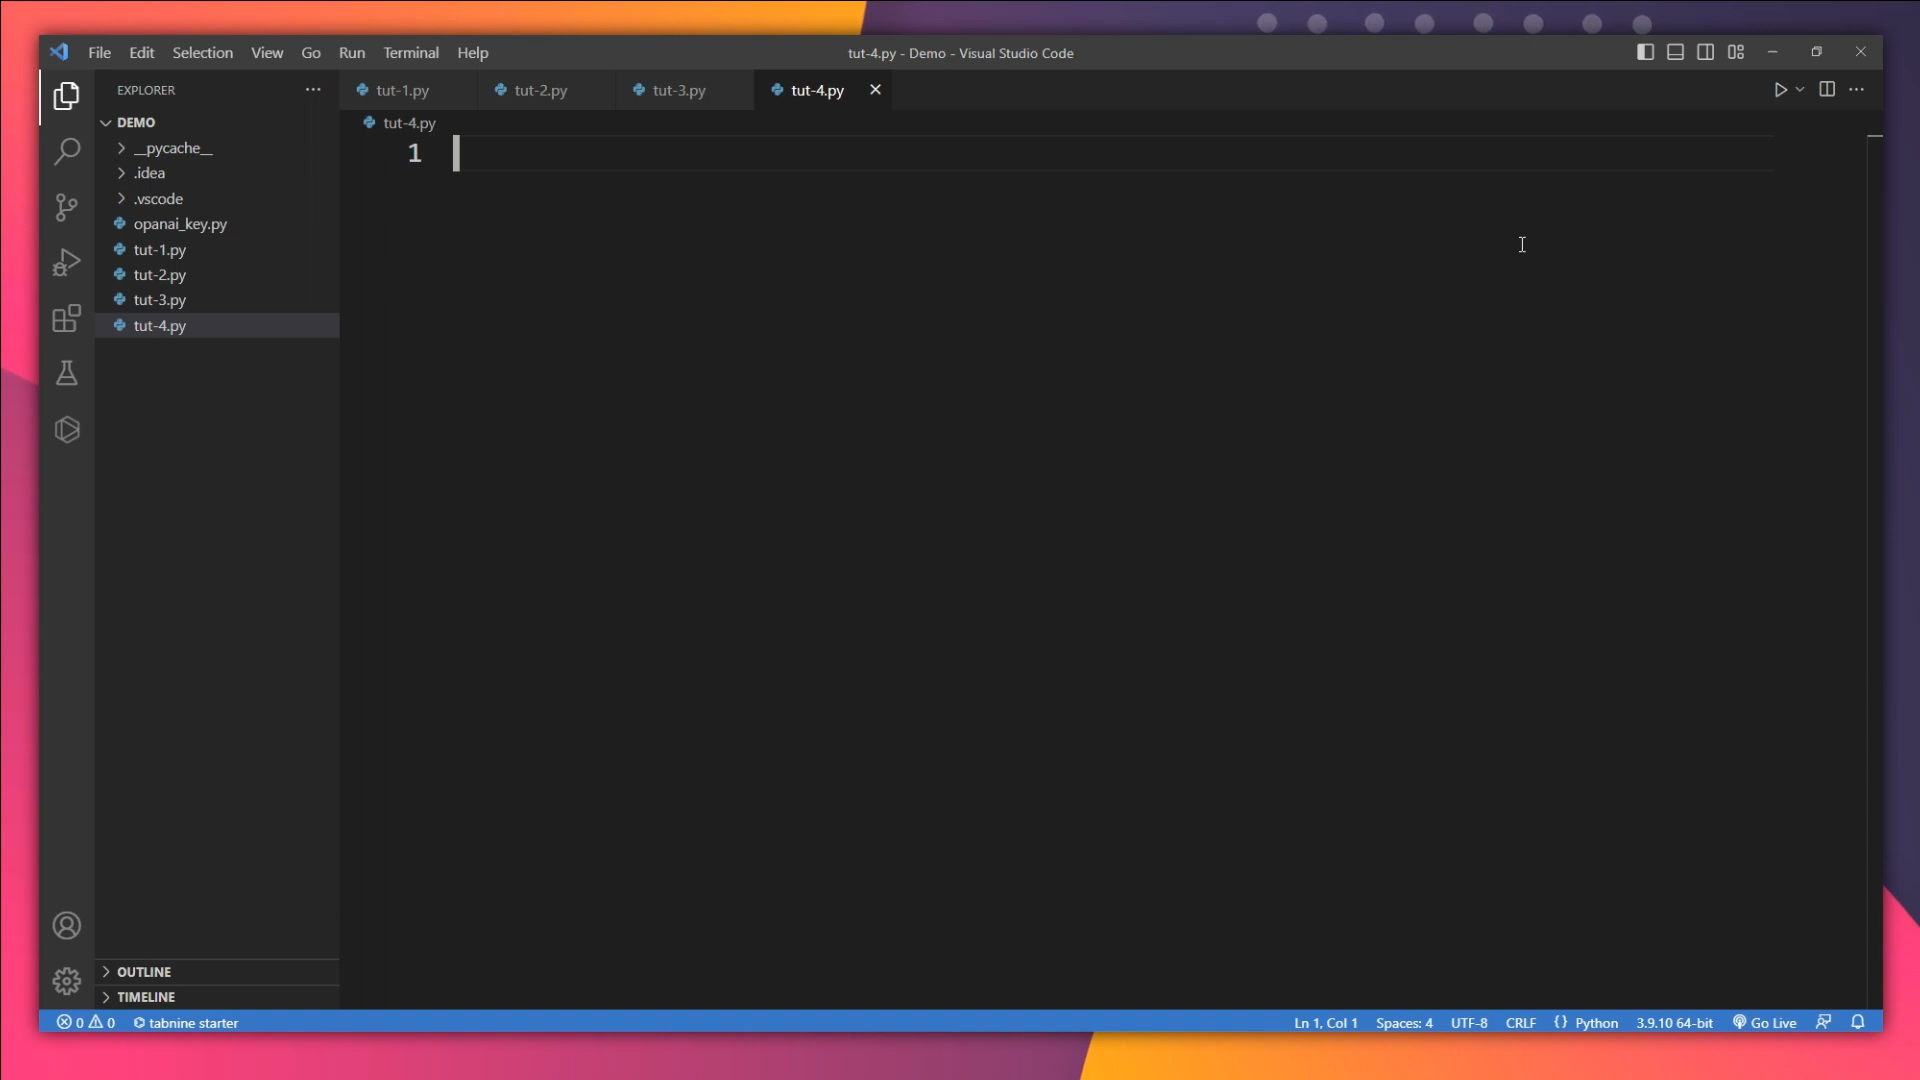 File Edit Selection View Go Run Terminal Help
tut-4.py - Demo - Visual Studio Code
EXPLORER
tut-1.py
tut-2.py
tut-3.py
tut-4.py
DEMO
tut-4.py
__pycache__
1
.idea
.vscode
opanai_key.py
tut-1.py
tut-2.py
tut-3.py
tut-4.py
OUTLINE
TIMELINE
0 0 tabnine starter
Ln 1, Col 1 Spaces: 4 UTF-8 CRLF {} Python 3.9.10 64-bit Go Live